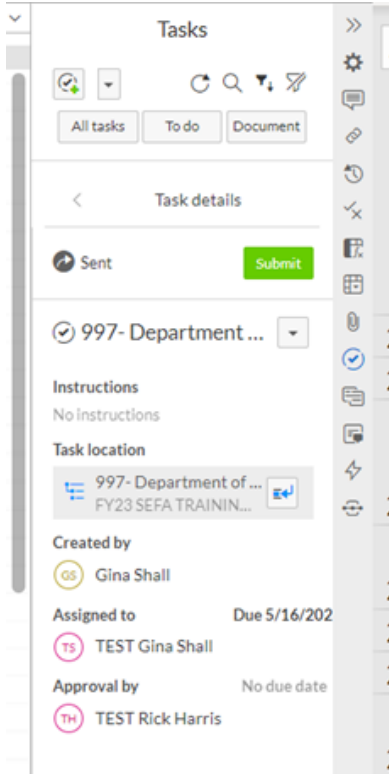 Tasks
All tasks
To do
Document
Task details
Sent
Submit
997- Department ...
Instructions
No instructions
Task location
997- Department of ...
FY23 SEFA TRAININ...
Created by
GS Gina Shall
Assigned to Due 5/16/202
TS TEST Gina Shall
Approval by No due date
TH TEST Rick Harris